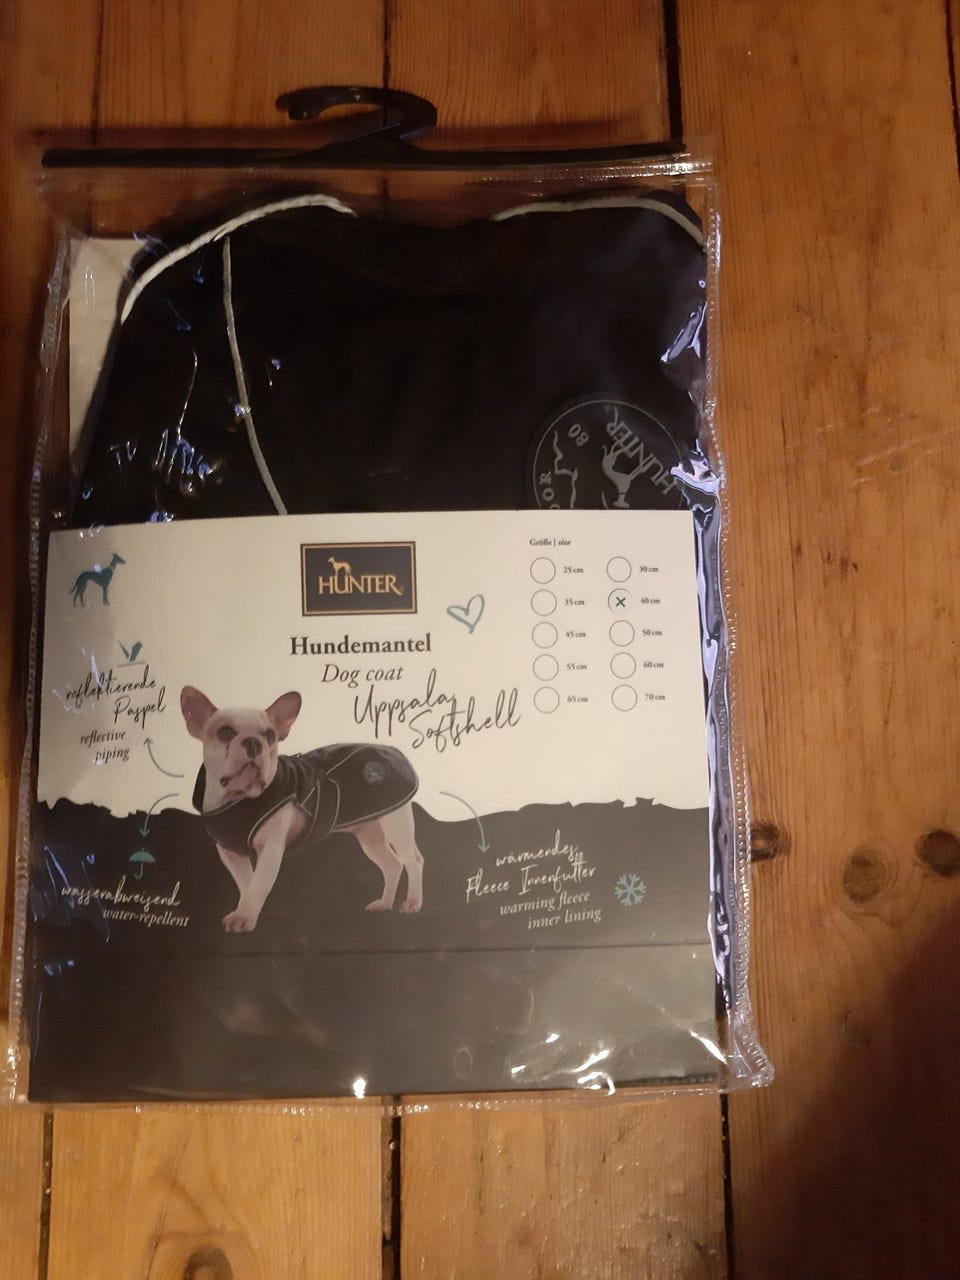 80
HUNTER
HUNTER
Größe | size
25 cm
30 cm
35 cm
40 cm
45 cm
50 cm
55 cm
60 cm
65 cm
70 cm
Hundemantel
Dog coat
Uppsala
Softshell
reflektierende
Paspel
reflective
piping
wasserabweisend
water-repellent
wärmendes
Fleece Innenfutter
warming fleece
inner lining